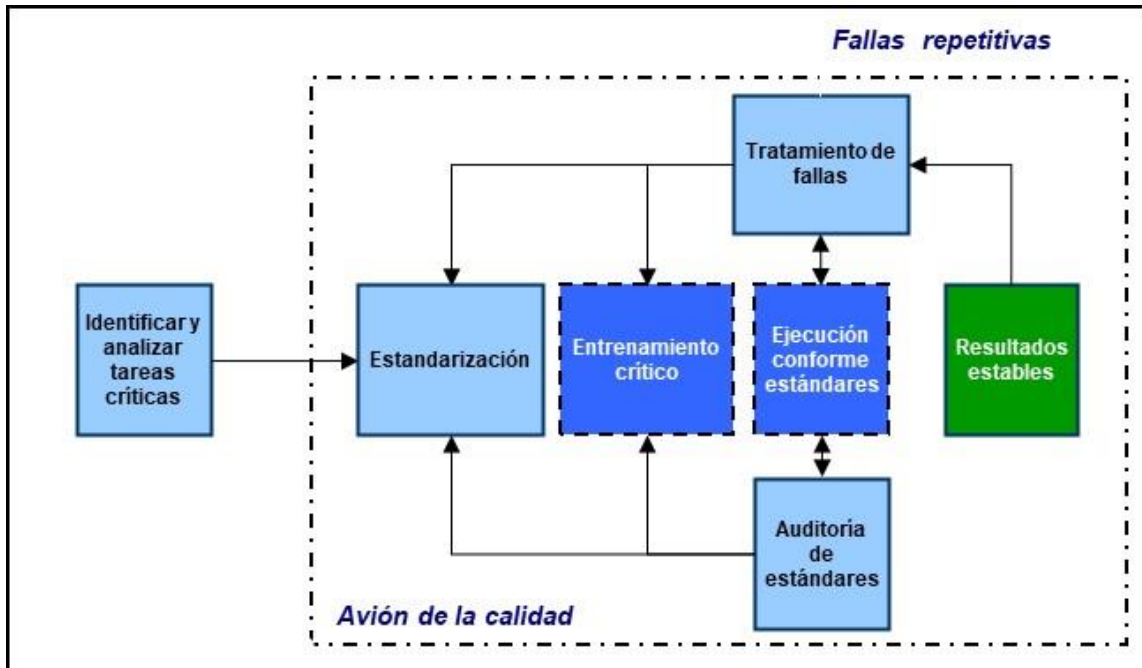 Fallas repetitivas
Tratamiento de
fallas
Identificar y
analizar
tareas
críticas
Estandarización
Entrenamiento
crítico
Ejecución
conforme
estándares
Resultados
estables
Auditoría
de
estándares
Avión de la calidad